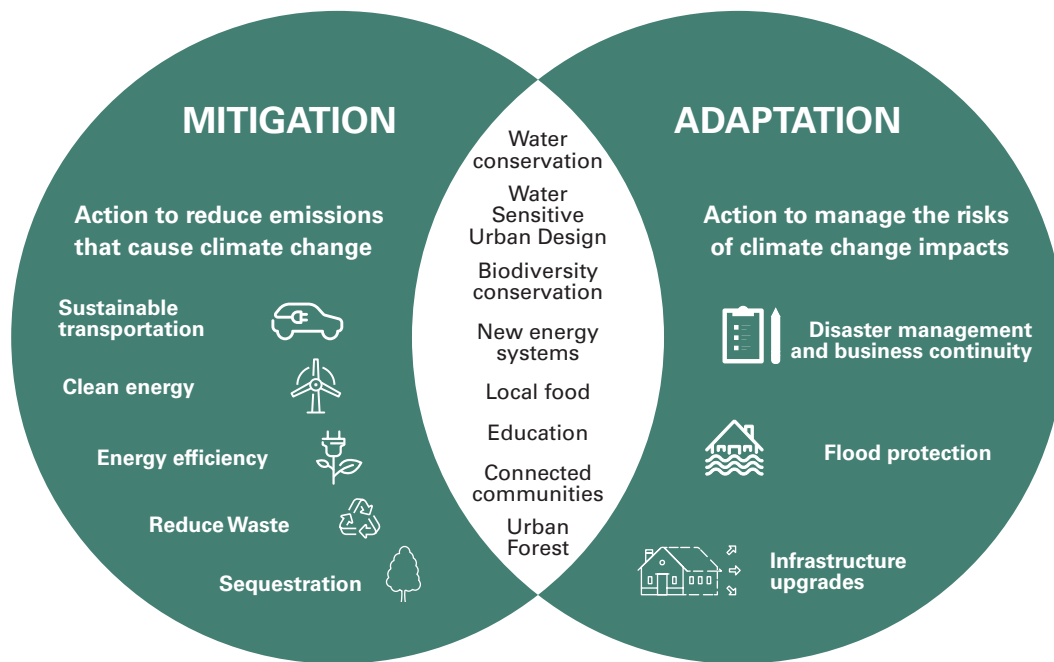 MITIGATION
Action to reduce emissions
that cause climate change
Sustainable
transportation
Clean energy
Energy efficiency
Reduce Waste
Sequestration
Water
conservation
Water
Sensitive
Urban Design
Biodiversity
conservation
New energy
systems
Local food
Education
Connected
communities
Urban
Forest
ADAPTATION
Action to manage the risks
of climate change impacts
Disaster management
and business continuity
Flood protection
Infrastructure
upgrades